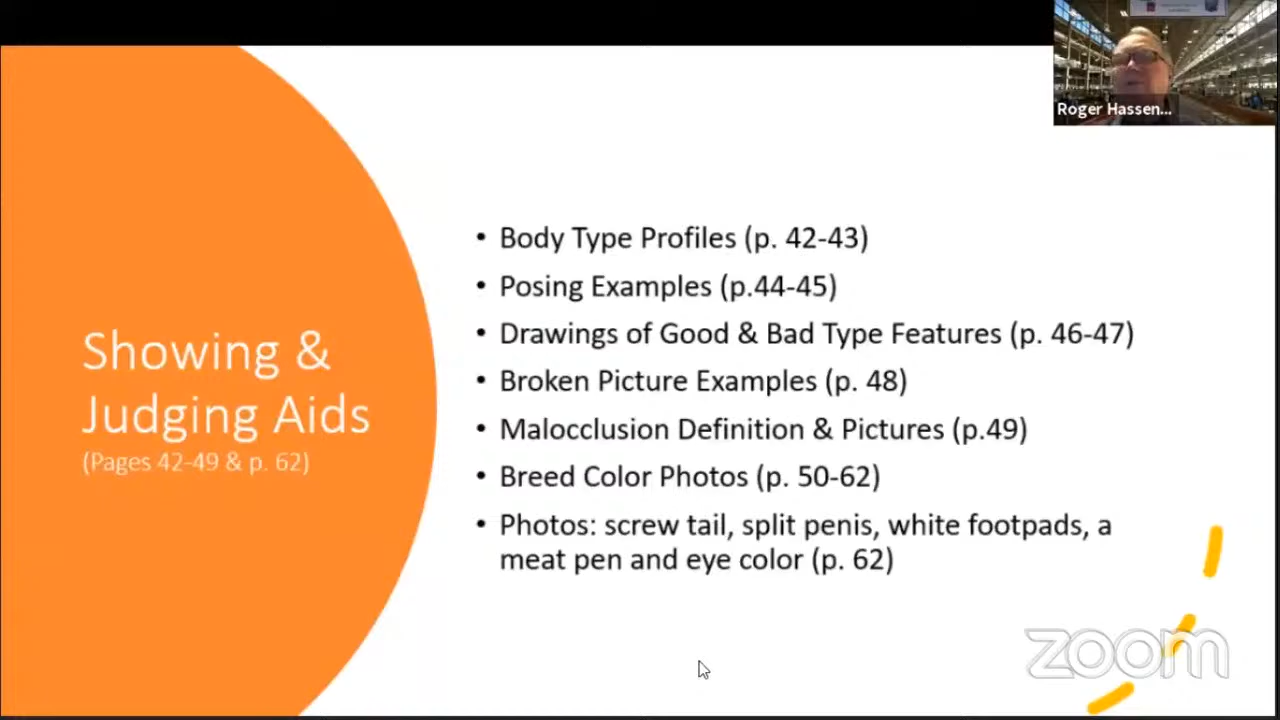 Roger Hassen...
• Body Type Profiles (p. 42-43)
• Posing Examples (p.44-45)
• Drawings of Good & Bad Type Features (p. 46-47)
Showing &
Judging Aids
(Pages 42-49 & p. 62)
• Broken Picture Examples (p. 48)
• Malocclusion Definition & Pictures (p.49)
• Breed Color Photos (p. 50-62)
• Photos: screw tail, split penis, white footpads, a
meat pen and eye color (p. 62)
zoom